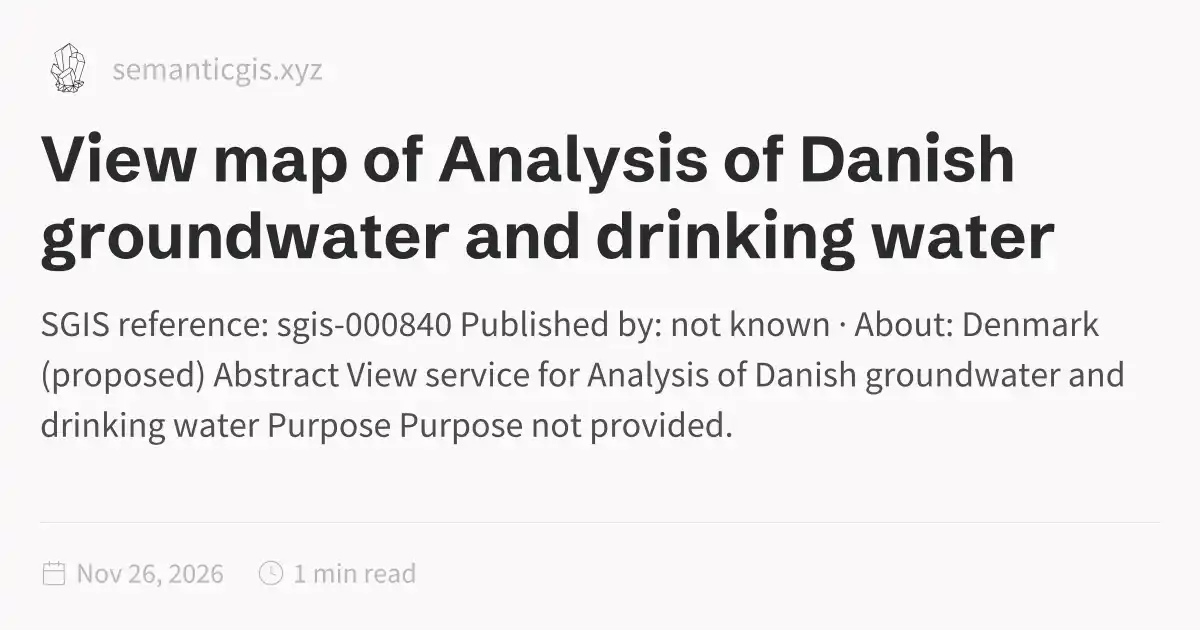 semanticgis.xyz
View map of Analysis of Danish
groundwater and drinking water
SGIS reference: sgis-000840 Published by: not known · About: Denmark
(proposed) Abstract View service for Analysis of Danish groundwater and
drinking water Purpose Purpose not provided.
Nov 26, 2026 1 min read